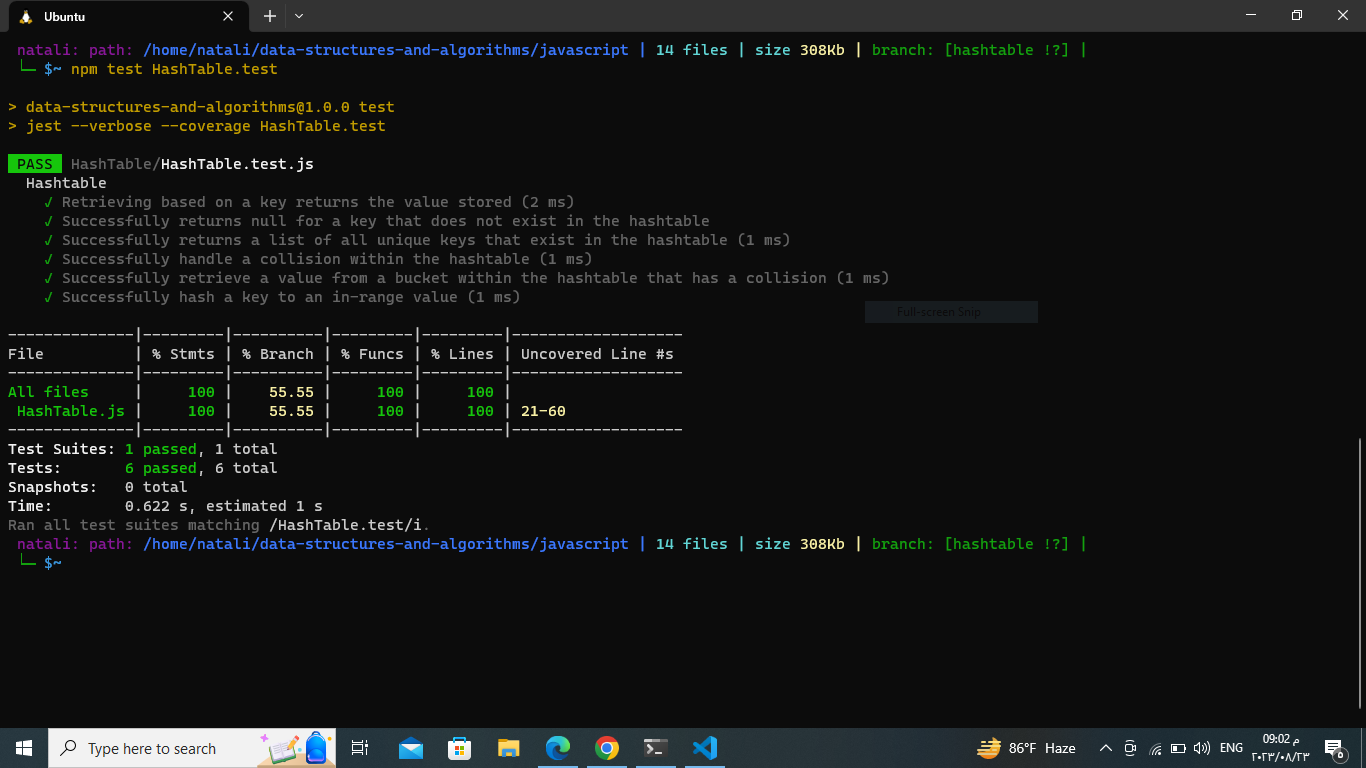 Ubuntu
natali: path: /home/natali/data-structures-and-algorithms/javascript | 14 files | size 308Kb | branch: [hashtable !?] |
└─ $~ npm test HashTable.test
> data-structures-and-algorithms@1.0.0 test
> jest --verbose --coverage HashTable.test
PASS HashTable/HashTable.test.js
Hashtable
√ Retrieving based on a key returns the value stored (2 ms)
√ Successfully returns null for a key that does not exist in the hashtable
√ Successfully returns a list of all unique keys that exist in the hashtable (1 ms)
√ Successfully handle a collision within the hashtable (1 ms)
√ Successfully retrieve a value from a bucket within the hashtable that has a collision (1 ms)
√ Successfully hash a key to an in-range value (1 ms)
Full-screen Snip
--------------|---------|----------|---------|---------|-------------------
File          | % Stmts | % Branch | % Funcs | % Lines | Uncovered Line #s
--------------|---------|----------|---------|---------|-------------------
All files     |     100 |    55.55 |     100 |     100 |
HashTable.js |     100 |    55.55 |     100 |     100 | 21-60
--------------|---------|----------|---------|---------|-------------------
Test Suites: 1 passed, 1 total
Tests:       6 passed, 6 total
Snapshots:   0 total
Time:        0.622 s, estimated 1 s
Ran all test suites matching /HashTable.test/i.
natali: path: /home/natali/data-structures-and-algorithms/javascript | 14 files | size 308Kb | branch: [hashtable !?] |
└─ $~
Type here to search
86°F Haze
ENG
09:02 م
٢٠٢٣/٠٨/٢٣